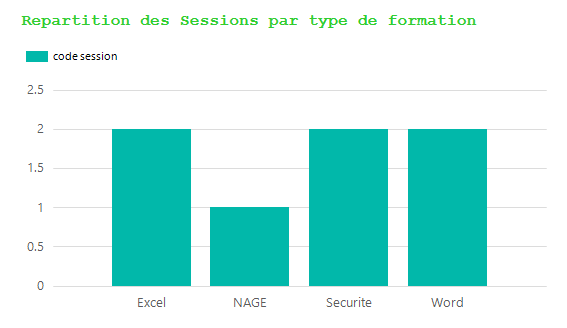 Repartition des Sessions par type de formation
code session
2.5
2
1.5
1
0.5
0
Excel NAGE Securite Word